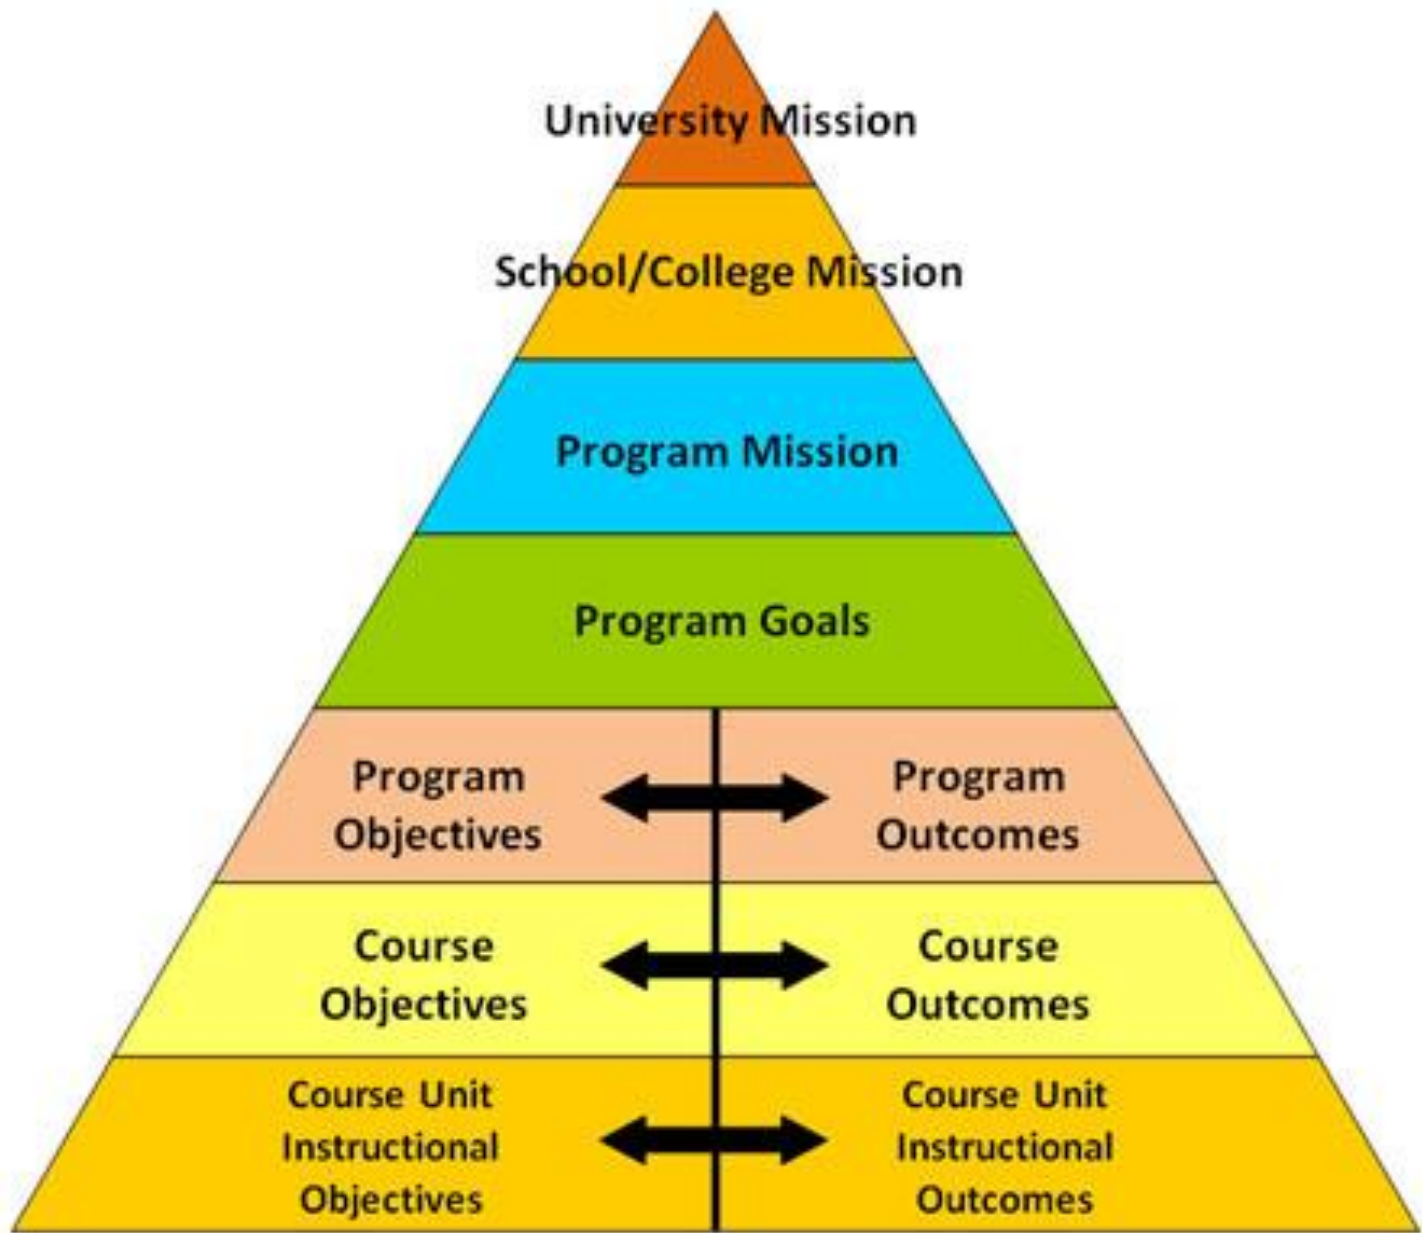 University Mission
School/College Mission
Program Mission
Program Goals
Program
Objectives
Program
Outcomes
Course
Objectives
Course
Outcomes
Course Unit
Instructional
Objectives
Course Unit
Instructional
Outcomes